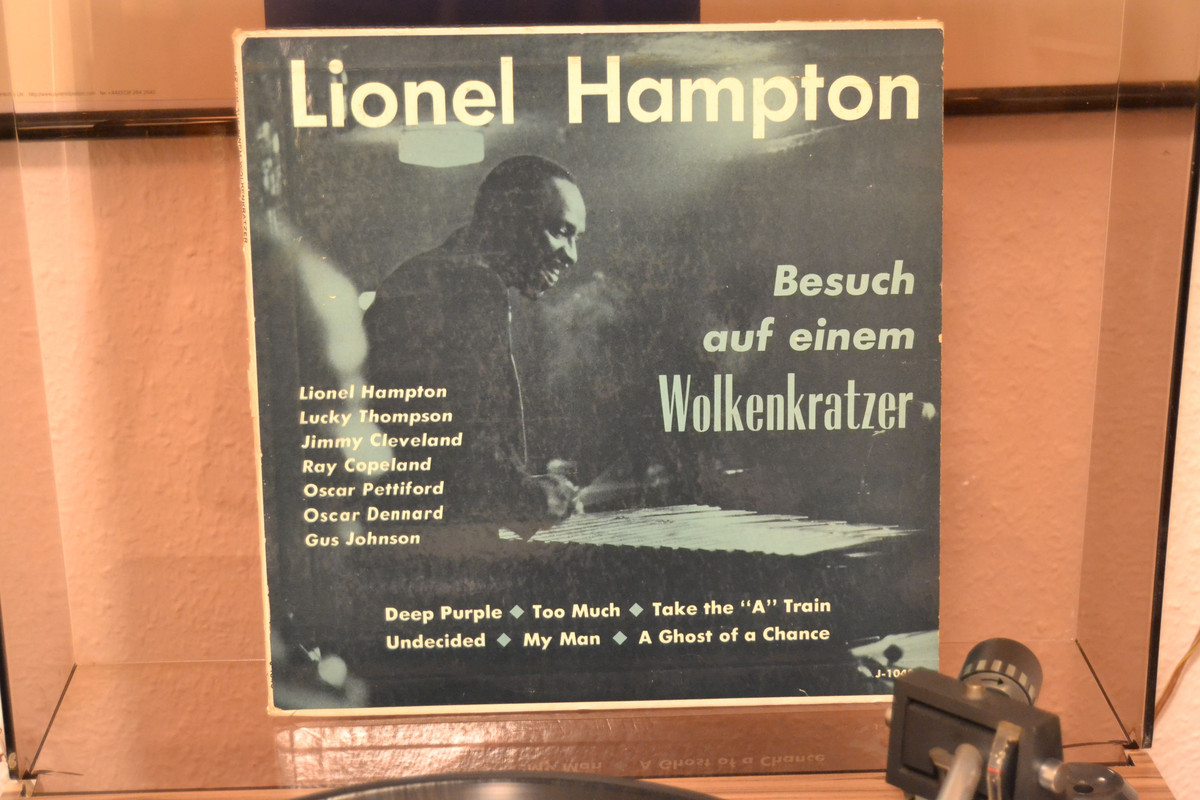 Lionel Hampton
Besuch
auf einem
Wolkenkratzer
Lionel Hampton
Lucky Thompson
Jimmy Cleveland
Ray Copeland
Oscar Pettiford
Oscar Dennard
Gus Johnson
Deep Purple ◆ Too Much ◆ Take the “A” Train
Undecided ◆ My Man ◆ A Ghost of a Chance